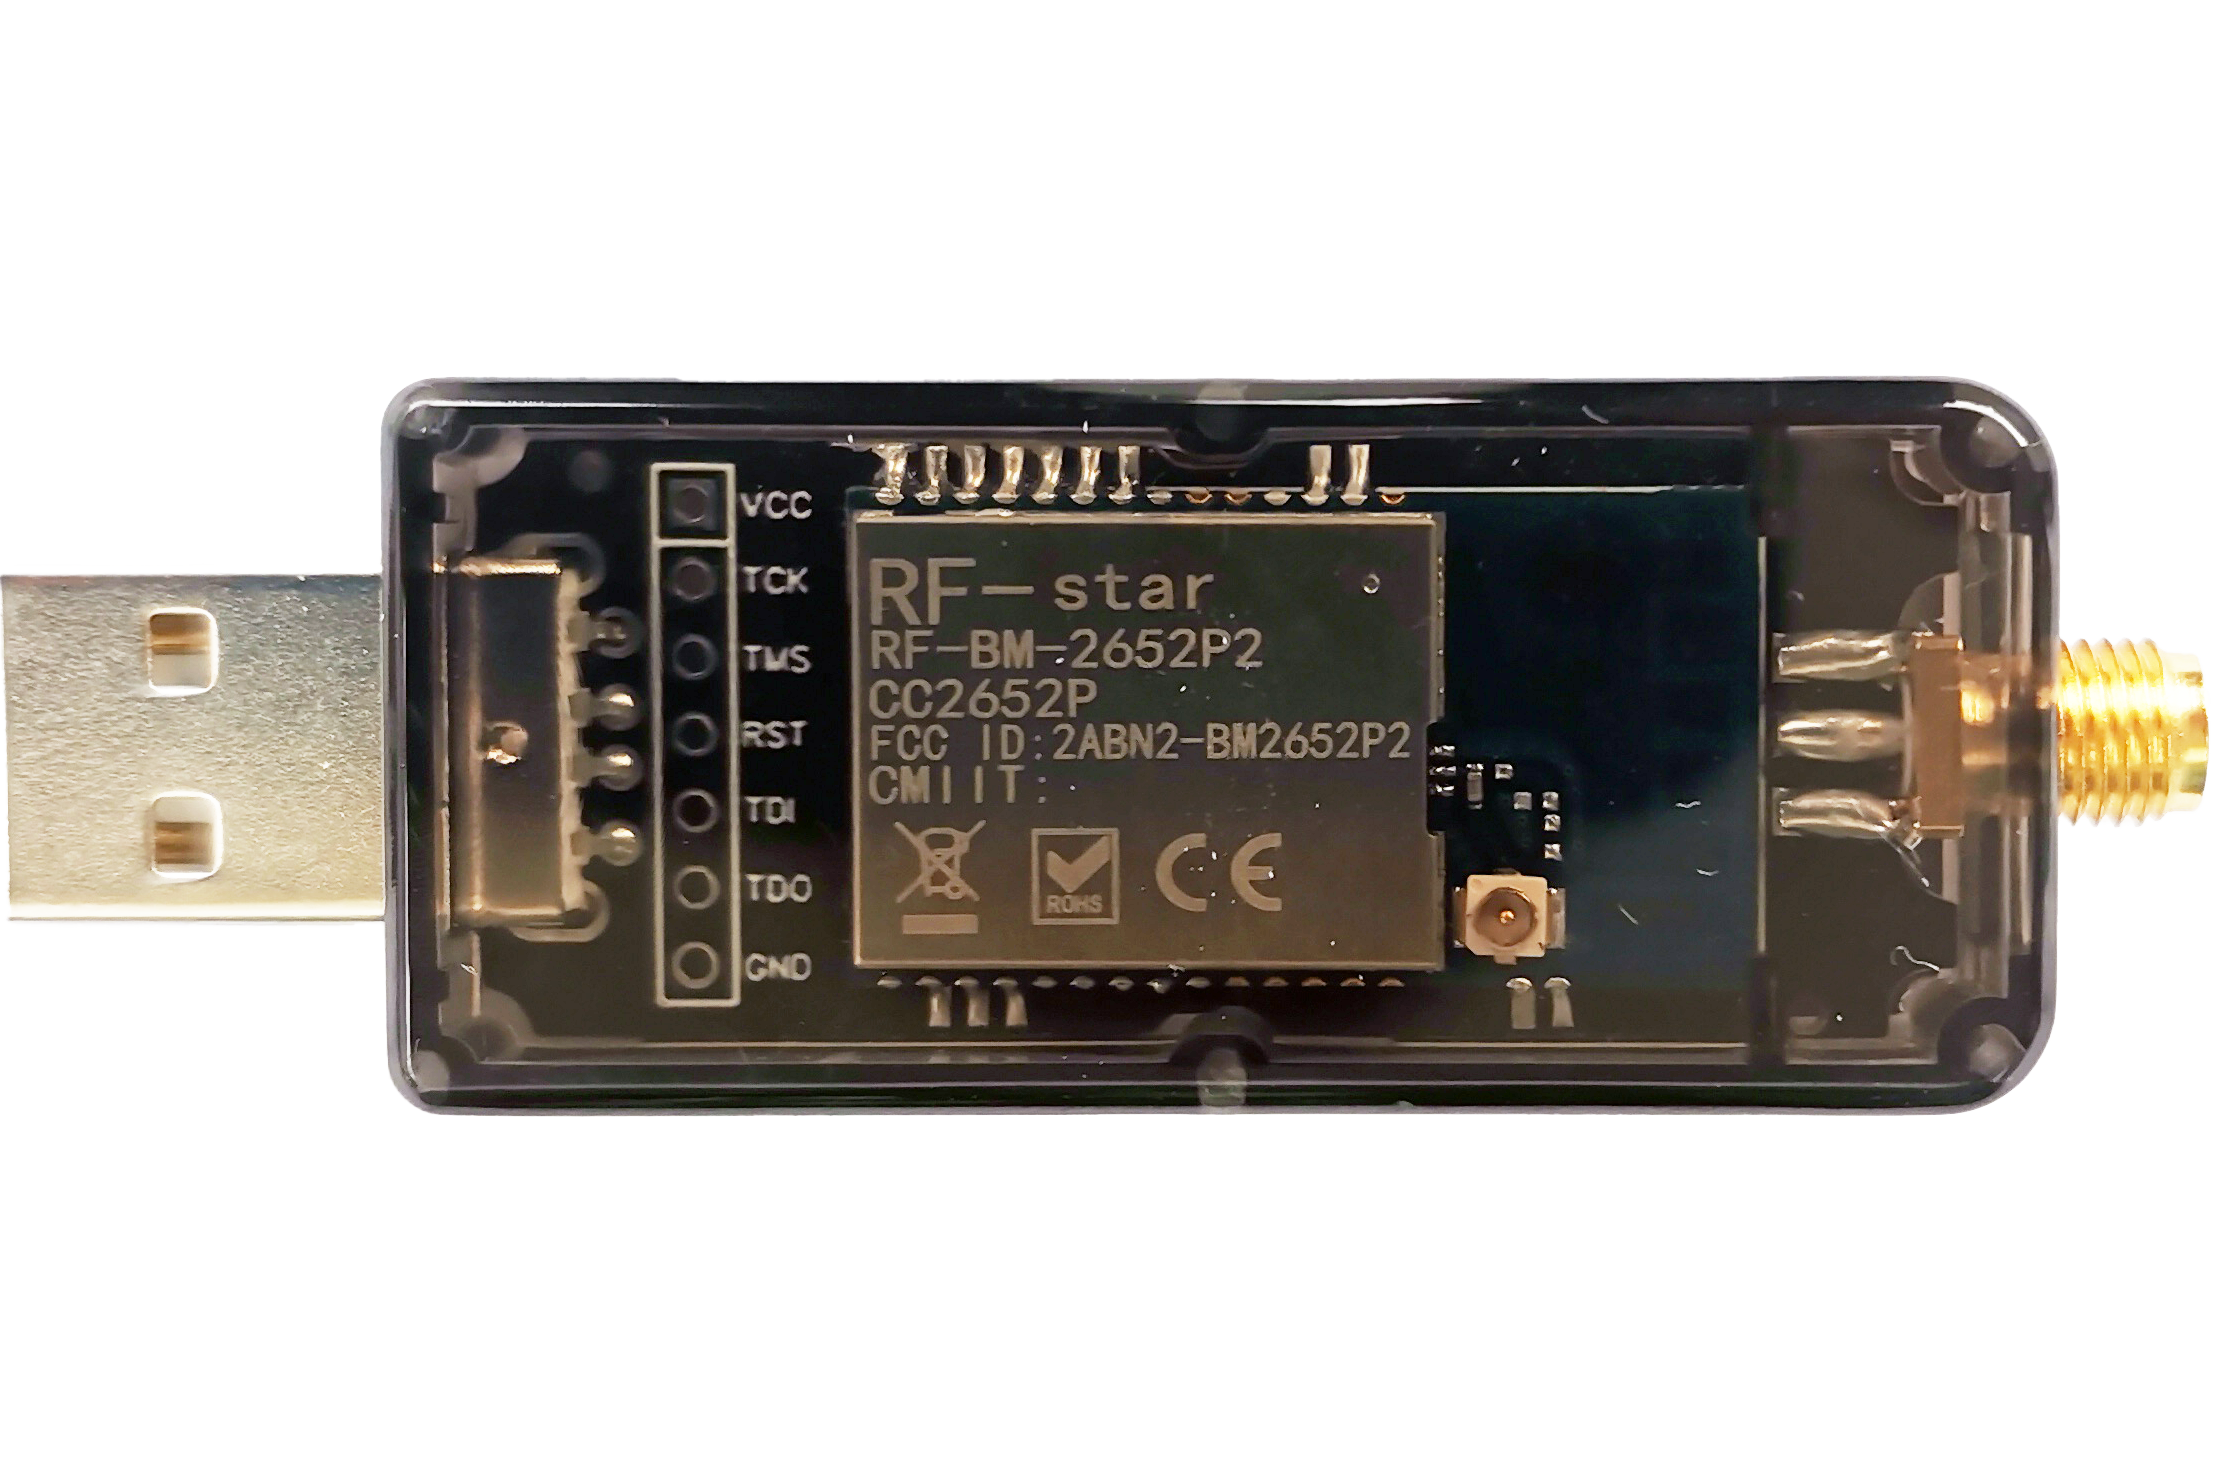 VCC
TCK
TMS
RST
TDI
TDO
GND
RF-star
RF-BM-2652P2
CC2652P
FCC ID:2ABN2-BM2652P2
CMIIT:
ROHS
CE